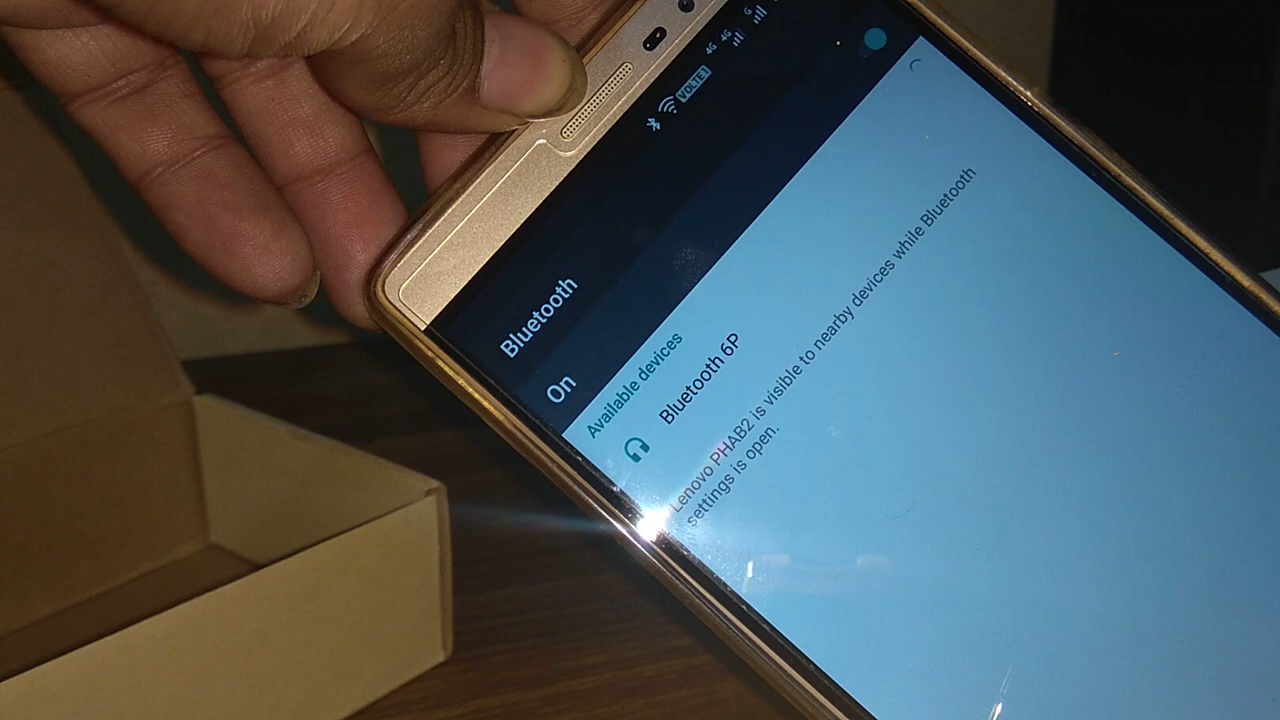 VOLTE1
4G 4G
G
Bluetooth
On
Available devices
Bluetooth 6P
Lenovo PHAB2 is visible to nearby devices while Bluetooth
settings is open.